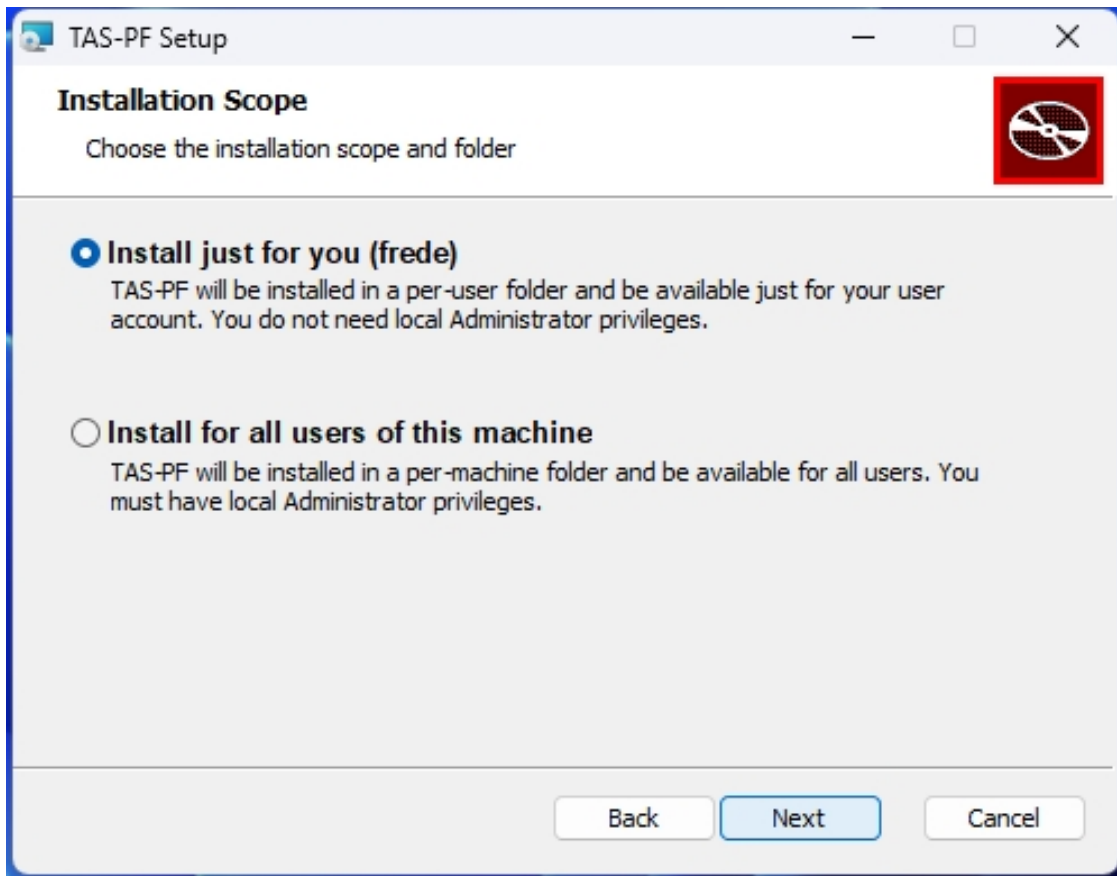 TAS-PF Setup
Installation Scope
Choose the installation scope and folder
Install just for you (frede)
TAS-PF will be installed in a per-user folder and be available just for your user
account. You do not need local Administrator privileges.
Install for all users of this machine
TAS-PF will be installed in a per-machine folder and be available for all users. You
must have local Administrator privileges.
Back
Next
Cancel